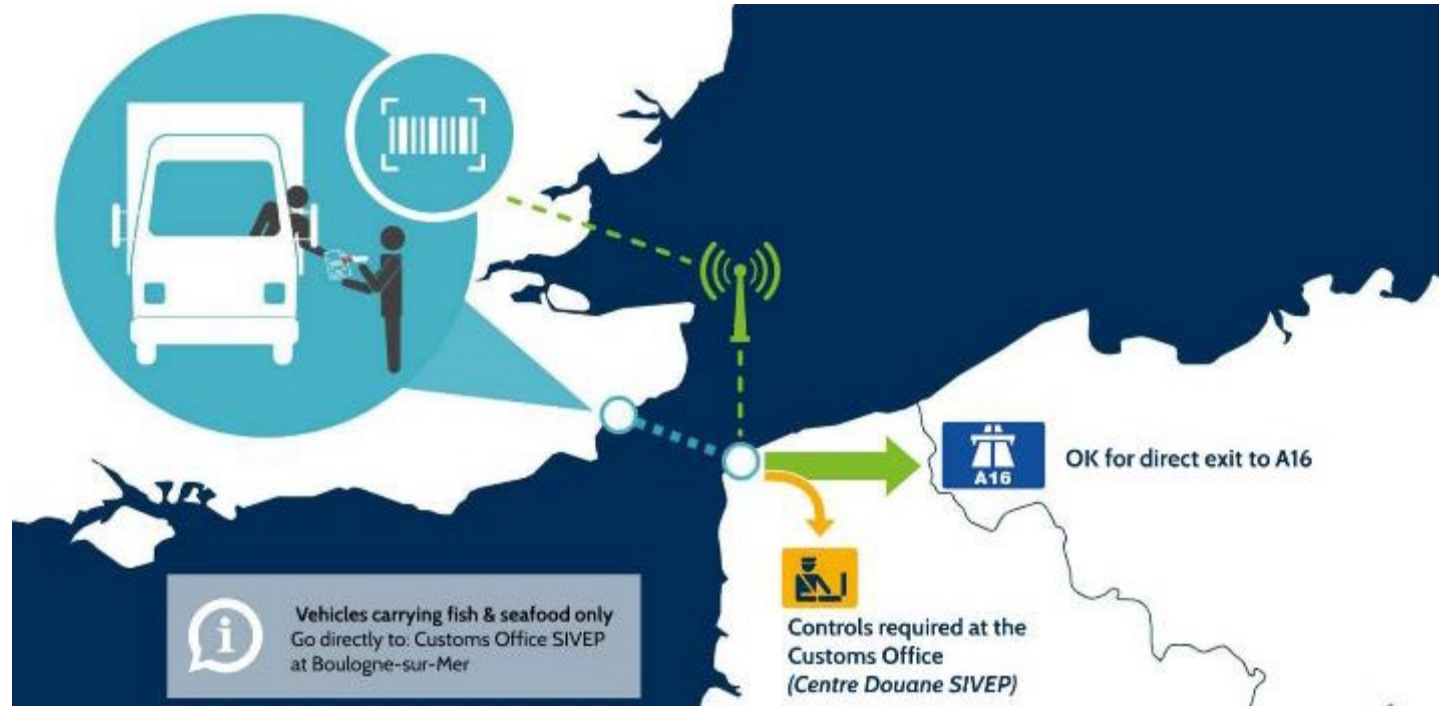 A16
OK for direct exit to A16
Vehicles carrying fish & seafood only
Go directly to: Customs Office SIVEP
at Boulogne-sur-Mer
Controls required at the
Customs Office
(Centre Douane SIVEP)